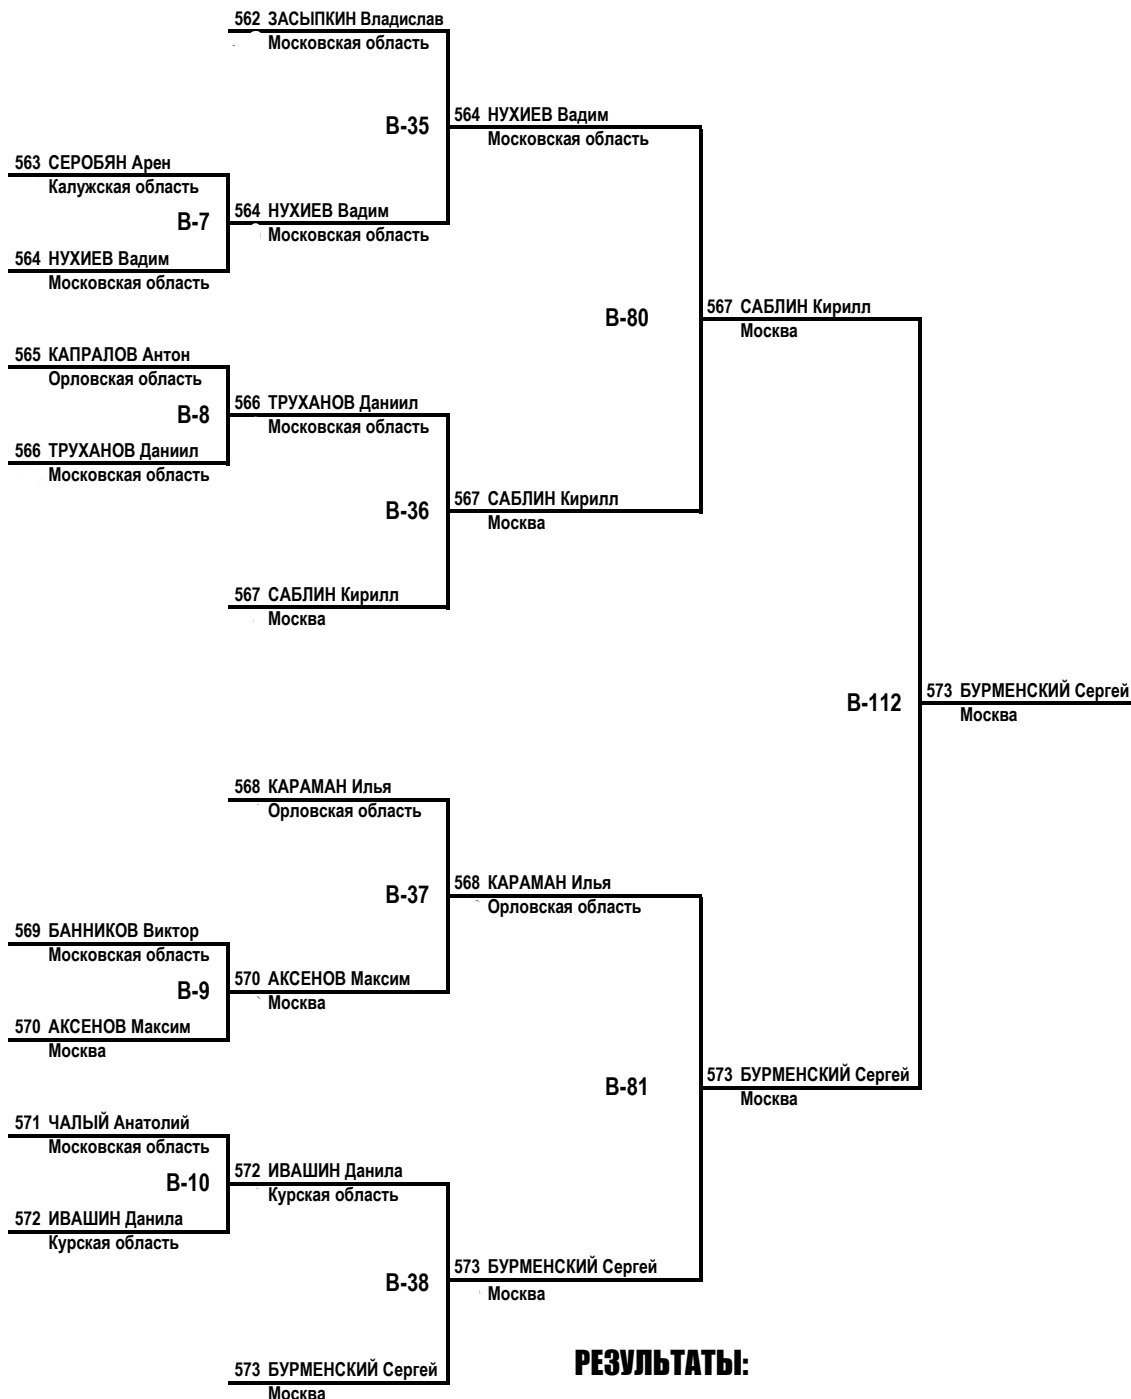 562 ЗАСЫПКИН Владислав
Московская область
В-35
564 НУХИЕВ Вадим
Московская область
563 СЕРОБЯН Арен
Калужская область
В-7
564 НУХИЕВ Вадим
Московская область
564 НУХИЕВ Вадим
Московская область
В-80
567 САБЛИН Кирилл
Москва
565 КАПРАЛОВ Антон
Орловская область
В-8
566 ТРУХАНОВ Даниил
Московская область
566 ТРУХАНОВ Даниил
Московская область
В-36
567 САБЛИН Кирилл
Москва
567 САБЛИН Кирилл
Москва
В-112
573 БУРМЕНСКИЙ Сергей
Москва
568 КАРАМАН Илья
Орловская область
В-37
568 КАРАМАН Илья
Орловская область
569 БАННИКОВ Виктор
Московская область
В-9
570 АКСЕНОВ Максим
Москва
570 АКСЕНОВ Максим
Москва
В-81
573 БУРМЕНСКИЙ Сергей
Москва
571 ЧАЛЫЙ Анатолий
Московская область
В-10
572 ИВАШИН Данила
Курская область
572 ИВАШИН Данила
Курская область
В-38
573 БУРМЕНСКИЙ Сергей
Москва
573 БУРМЕНСКИЙ Сергей
Москва
РЕЗУЛЬТАТЫ: